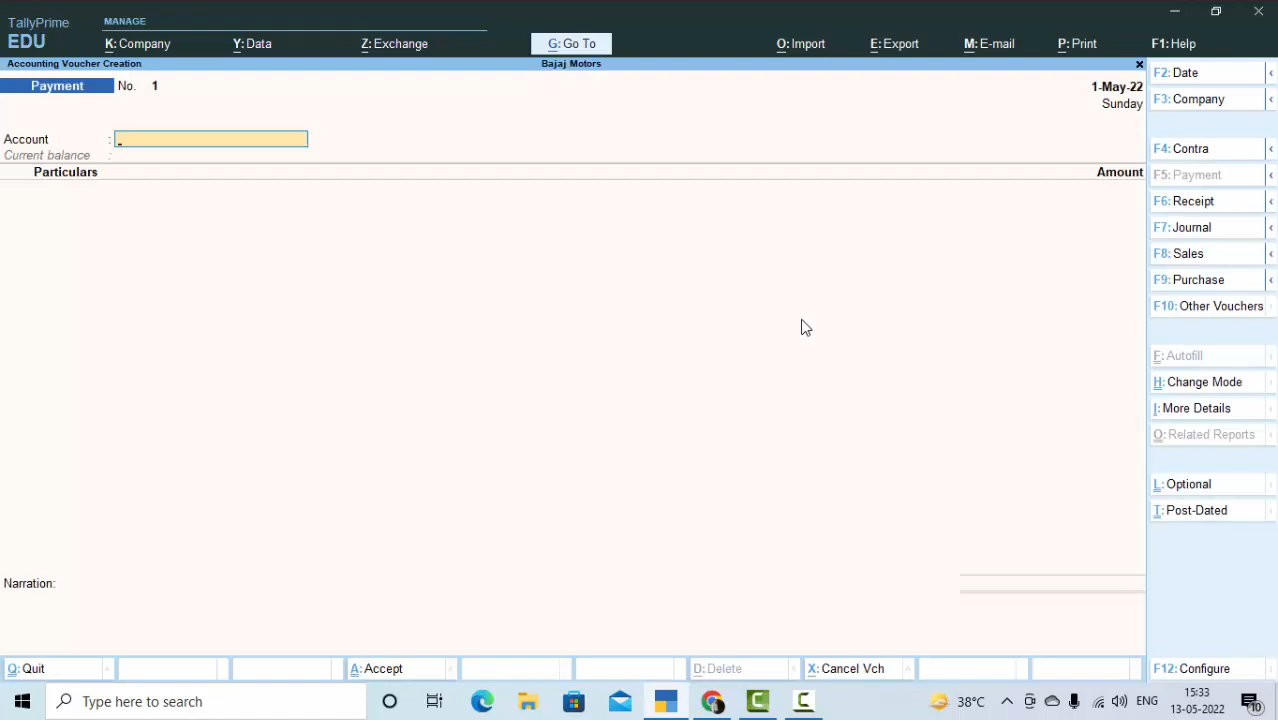 TallyPrime
EDU
MANAGE
K: Company
Y: Data
Z: Exchange
G: Go To
O: Import
E: Export
M: E-mail
P: Print
F1: Help
Accounting Voucher Creation
Bajaj Motors
Payment
No. 1
1-May-22
Sunday
Account :
Current balance :
Particulars
Amount
Narration:
F2: Date
F3: Company
F4: Contra
F5: Payment
F6: Receipt
F7: Journal
F8: Sales
F9: Purchase
F10: Other Vouchers
F: Autofill
H: Change Mode
I: More Details
O: Related Reports
L: Optional
T: Post-Dated
Q: Quit
A: Accept
D: Delete
X: Cancel Vch
F12: Configure
Type here to search
38°C
ENG
15:33
13-05-2022
10